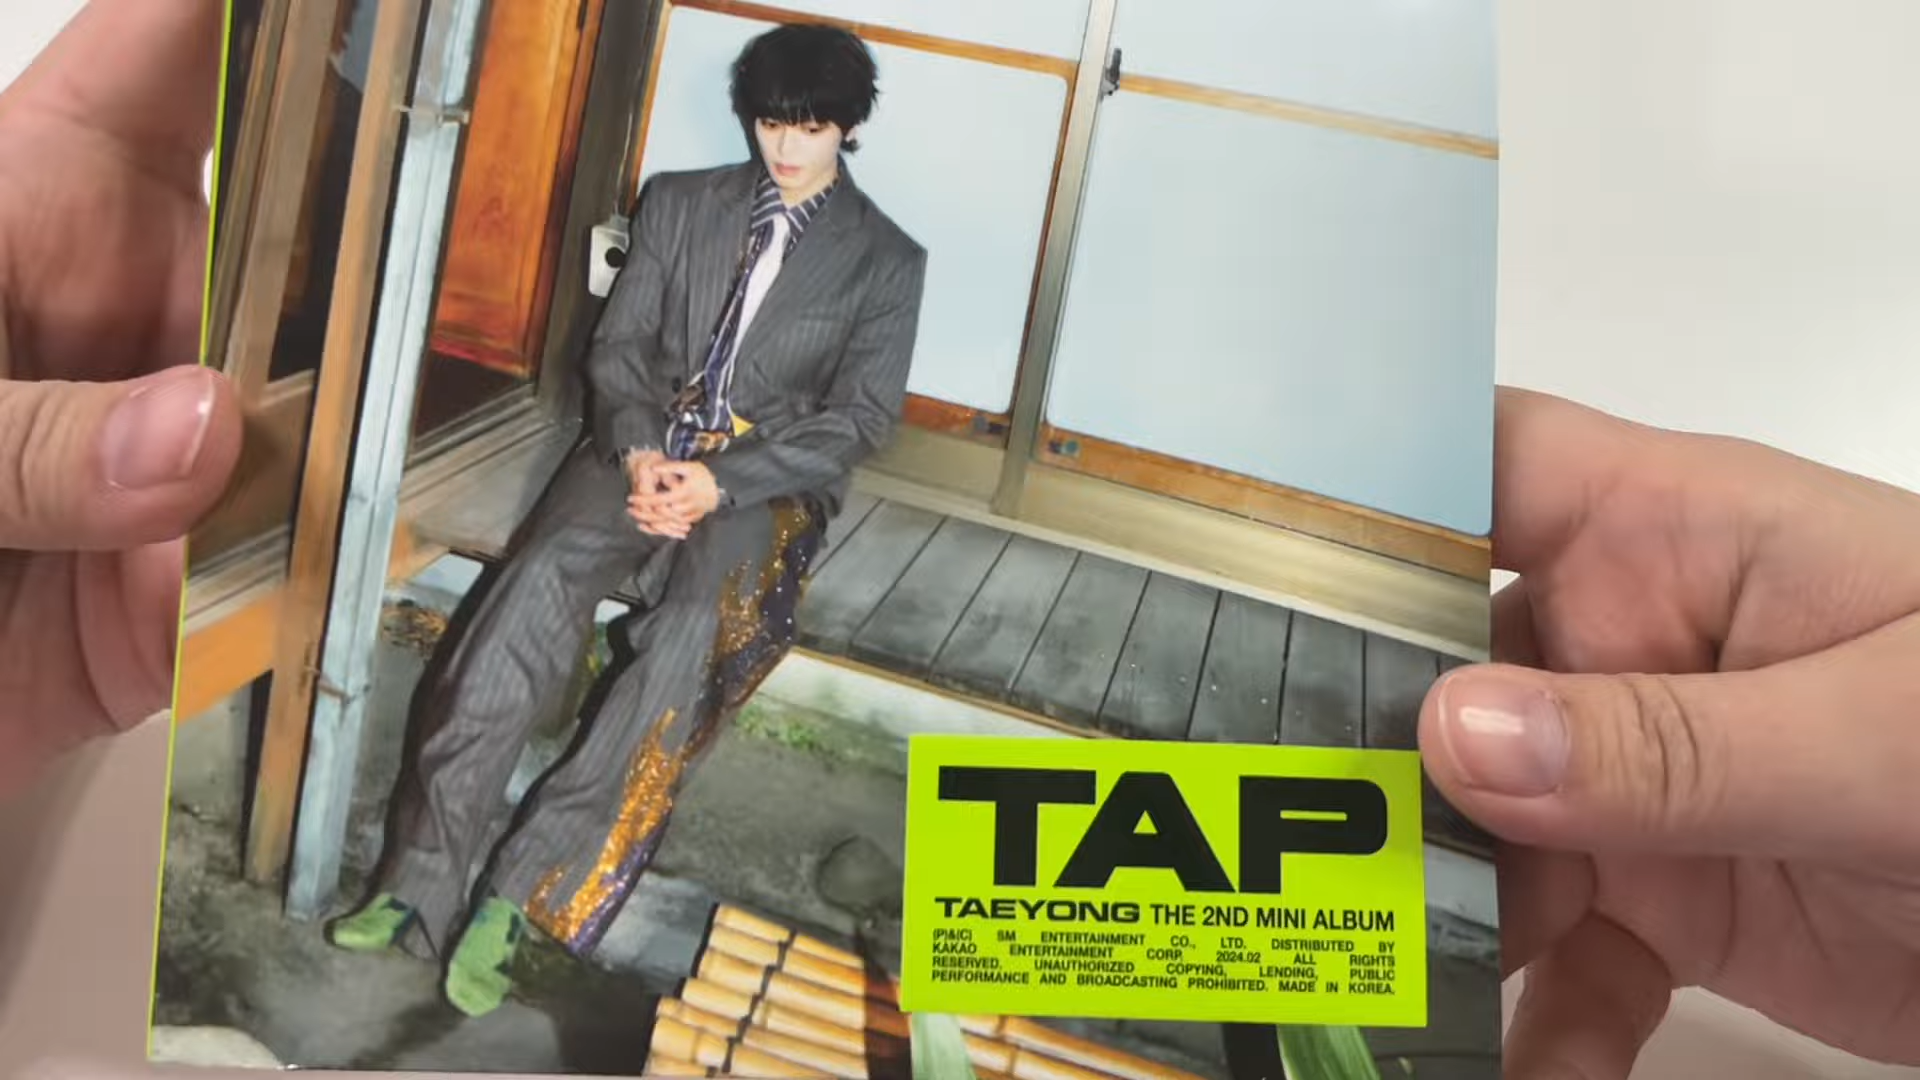 TAP
TAEYONG THE 2ND MINI ALBUM
(P)&(C) SM ENTERTAINMENT CO., LTD. DISTRIBUTED BY
KAKAO ENTERTAINMENT CORP. 2024.02 ALL RIGHTS
RESERVED. UNAUTHORIZED COPYING, LENDING, PUBLIC
PERFORMANCE AND BROADCASTING PROHIBITED. MADE IN KOREA.